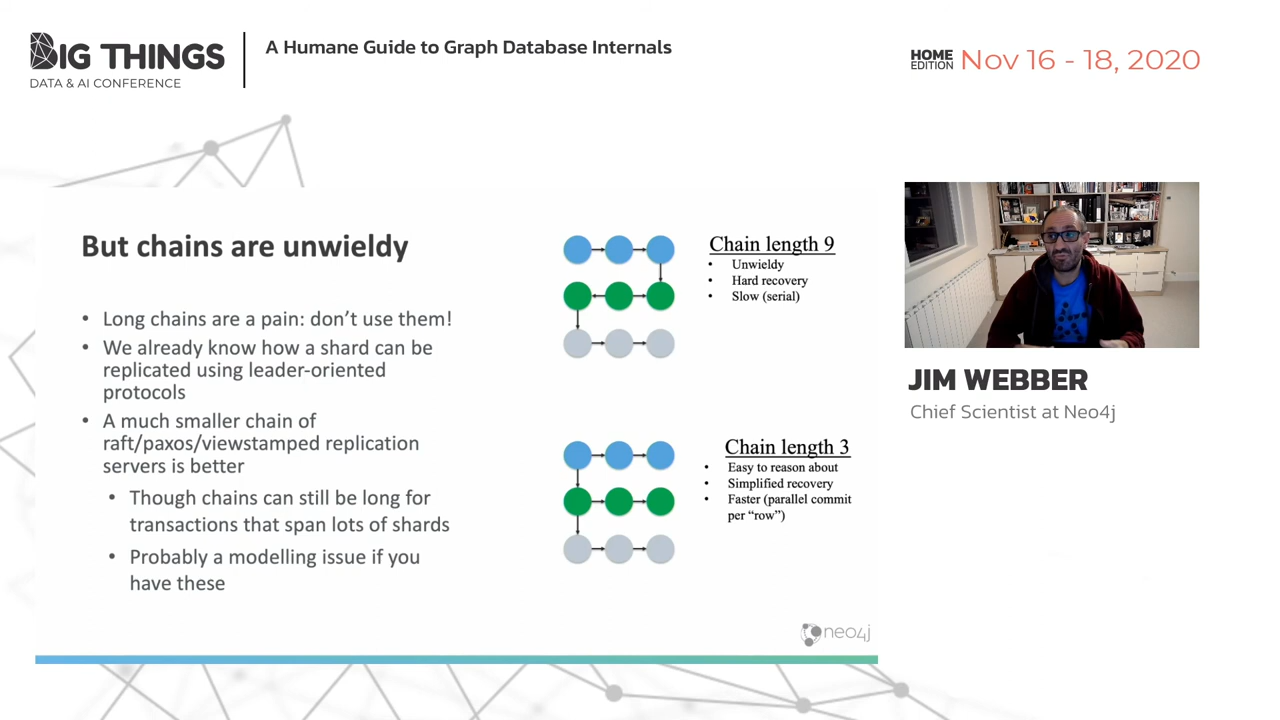 BIG THINGS
DATA & AI CONFERENCE
A Humane Guide to Graph Database Internals
HOME
EDITION
Nov 16 - 18, 2020
But chains are unwieldy
• Long chains are a pain: don’t use them!
• We already know how a shard can be
replicated using leader-oriented
protocols
• A much smaller chain of
raft/paxos/viewstamped replication
servers is better
• Though chains can still be long for
transactions that span lots of shards
• Probably a modelling issue if you
have these
Chain length 9
• Unwieldy
• Hard recovery
• Slow (serial)
Chain length 3
• Easy to reason about
• Simplified recovery
• Faster (parallel commit
per “row”)
neo4j
JIM WEBBER
Chief Scientist at Neo4j